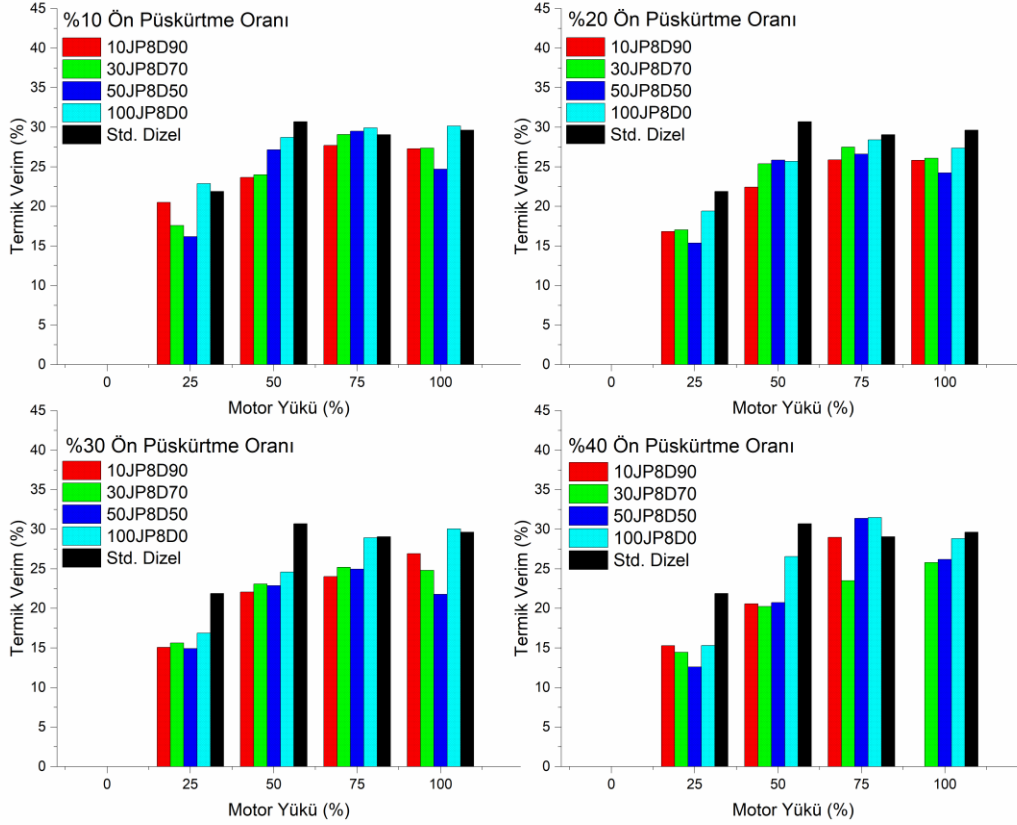 %10 Ön Püskürtme Oranı
10JP8D90
30JP8D70
50JP8D50
100JP8D0
Std. Dizel
Termik Verim (%)
45
40
35
30
25
20
15
10
5
0
0 25 50 75 100
Motor Yükü (%)
%20 Ön Püskürtme Oranı
10JP8D90
30JP8D70
50JP8D50
100JP8D0
Std. Dizel
Termik Verim (%)
45
40
35
30
25
20
15
10
5
0
0 25 50 75 100
Motor Yükü (%)
%30 Ön Püskürtme Oranı
10JP8D90
30JP8D70
50JP8D50
100JP8D0
Std. Dizel
Termik Verim (%)
45
40
35
30
25
20
15
10
5
0
0 25 50 75 100
Motor Yükü (%)
%40 Ön Püskürtme Oranı
10JP8D90
30JP8D70
50JP8D50
100JP8D0
Std. Dizel
Termik Verim (%)
45
40
35
30
25
20
15
10
5
0
0 25 50 75 100
Motor Yükü (%)